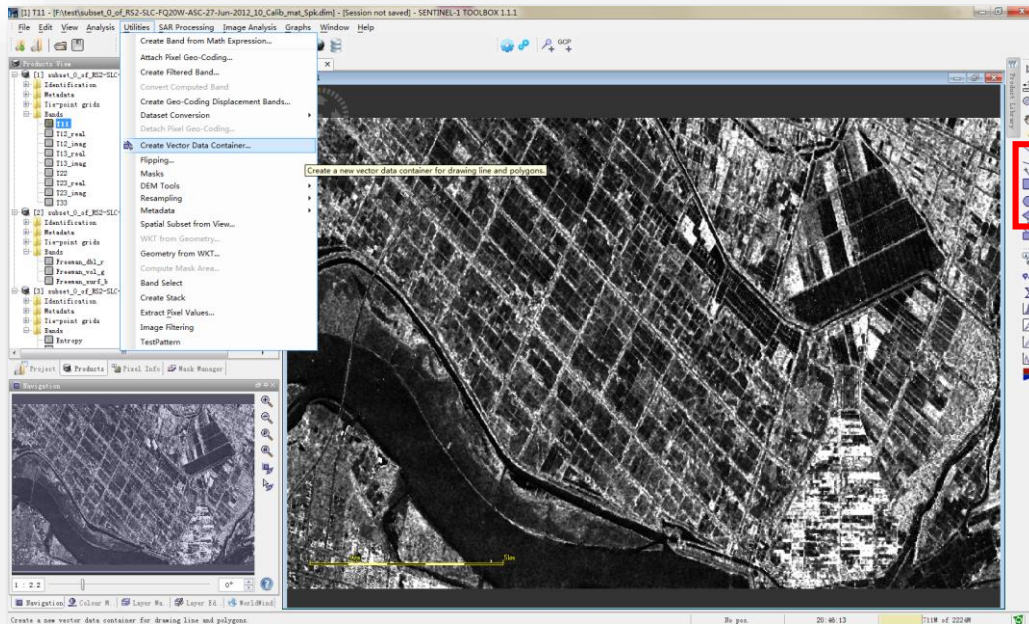 [1] T11 - [F:\test\subset_0_of_RS2-SLC-FQ20W-ASC-27-Jun-2012_10_Calib_mat_Spk.dim] - [Session not saved] - SENTINEL-1 TOOLBOX 1.1.1
File Edit View Analysis Utilities SAR Processing Image Analysis Graphs Window Help
GCP
Products View
[1] subset_0_of_RS2-SLC-
Identification
Metadata
Tie-point grids
Bands
T11
T12_real
T12_imag
T13_real
T13_imag
T22
T23_real
T23_imag
T33
[2] subset_0_of_RS2-SLC-
Identification
Metadata
Tie-point grids
Bands
Freeman_dbl_r
Freeman_vol_g
Freeman_surf_b
[3] subset_0_of_RS2-SLC-
Identification
Metadata
Tie-point grids
Bands
Entropy
Create Band from Math Expression...
Attach Pixel Geo-Coding...
Create Filtered Band...
Convert Computed Band
Create Geo-Coding Displacement Bands...
Dataset Conversion
Detach Pixel Geo-Coding...
Create Vector Data Container...
Flipping...
Masks
DEM Tools
Resampling
Metadata
Spatial Subset from View...
WKT from Geometry...
Geometry from WKT...
Compute Mask Area...
Band Select
Create Stack
Extract Pixel Values...
Image Filtering
TestPattern
Create a new vector data container for drawing line and polygons.
Product Library
Project Products Pixel Info Mask Manager
Navigation
5km
1 : 2.2
0°
Navigation Colour M. Layer Ma. Layer Ed. WorldWind
Create a new vector data container for drawing line and polygons.
No pos.
20:46:13
711M of 2224M